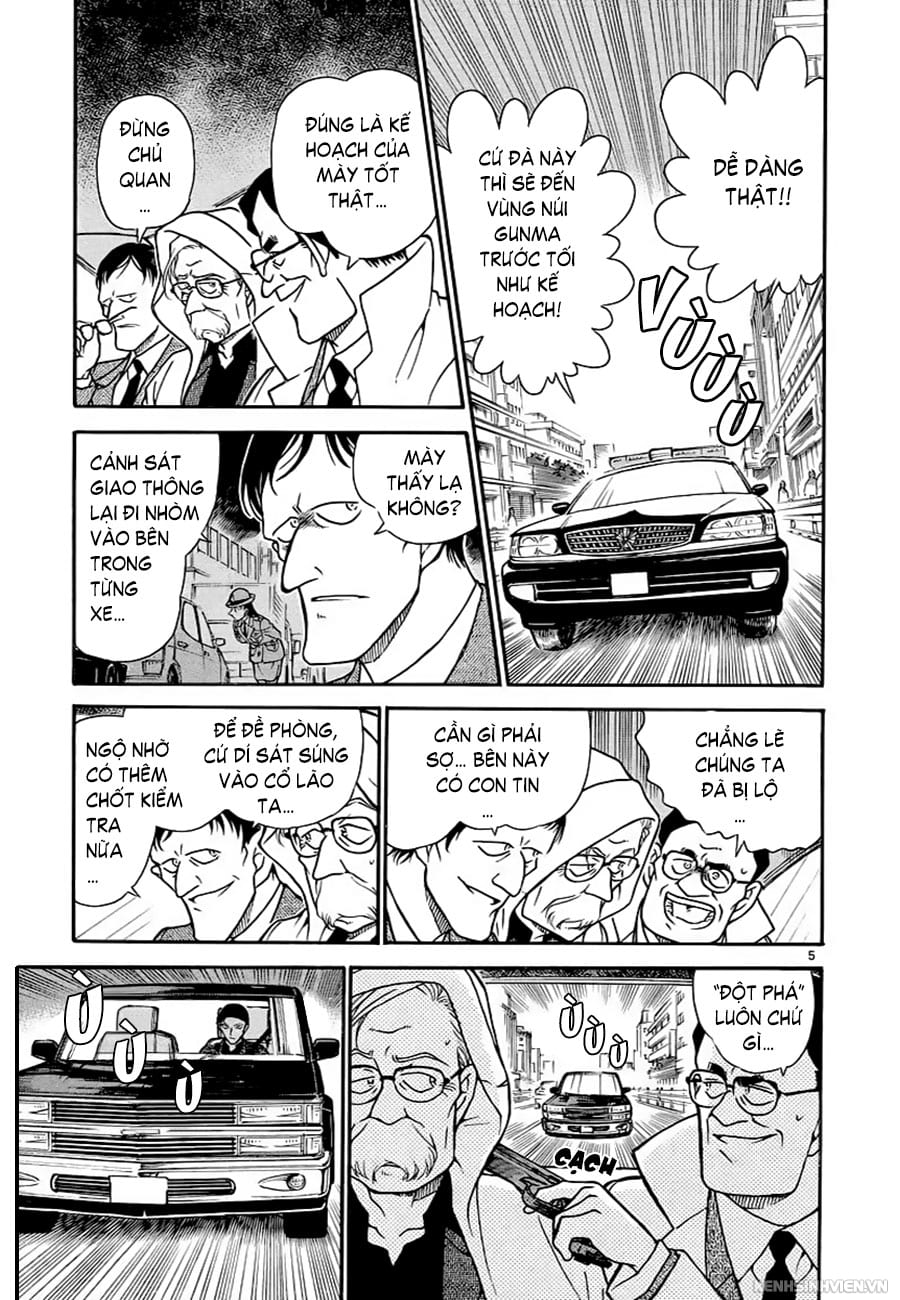 DỄ DÀNG
THẬT!!
CỨ ĐÀ NÀY
THÌ SẼ ĐẾN
VÙNG NÚI
GUNMA
TRƯỚC TỐI
NHƯ KẾ
HOẠCH!
VÙÙÙÙ
ĐÚNG LÀ KẾ
HOẠCH CỦA
MÀY TỐT
THẬT...
ĐỪNG
CHỦ
QUAN
...
MÀY
THẤY LẠ
KHÔNG?
CẢNH SÁT
GIAO THÔNG
LẠI ĐI NHÒM
VÀO BÊN
TRONG
TỪNG
XE...
CHẲNG LẼ
CHÚNG TA
ĐÃ BỊ LỘ
...
CẦN GÌ PHẢI
SỢ... BÊN NÀY
CÓ CON TIN
...
ĐỂ ĐỀ PHÒNG,
CỨ DÍ SÁT SÚNG
VÀO CỔ LÃO
TA...
NGỘ NHỠ
CÓ THÊM
CHỐT KIỂM
TRA
NỮA
...
5
"ĐỘT PHÁ"
LUÔN CHỨ
GÌ...
Ù Ù Ù
CẠCH
Ù Ù Ù
KENHSINHVIEN.VN